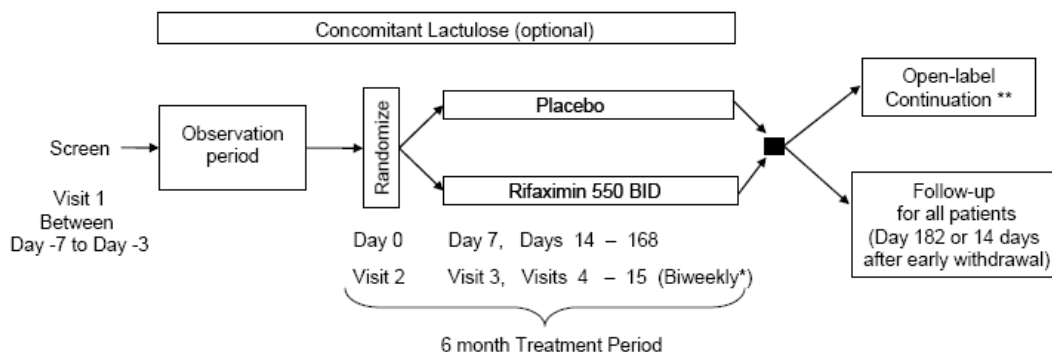 Concomitant Lactulose (optional)
Screen
Visit 1
Between
Day -7 to Day -3
Observation
period
Randomize
Placebo
Rifaximin 550 BID
Day 0
Day 7, Days 14 – 168
Visit 2
Visit 3, Visits 4 – 15 (Biweekly*)
6 month Treatment Period
Open-label
Continuation **
Follow-up
for all patients
(Day 182 or 14 days
after early withdrawal)